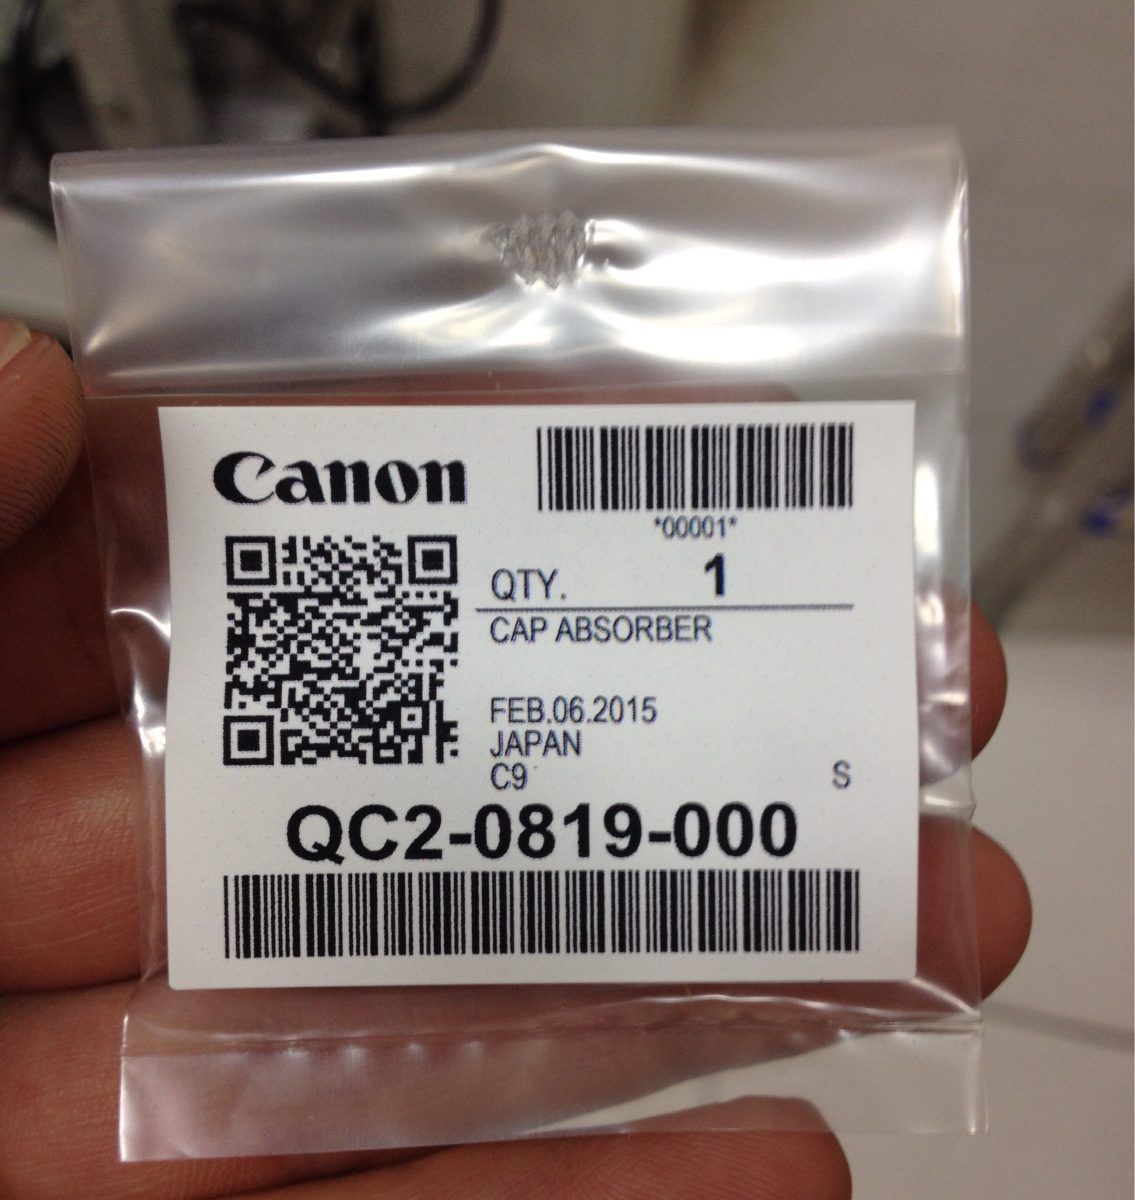 Canon
*00001*
QTY. 1
CAP ABSORBER
FEB.06.2015
JAPAN
C9 S
QC2-0819-000